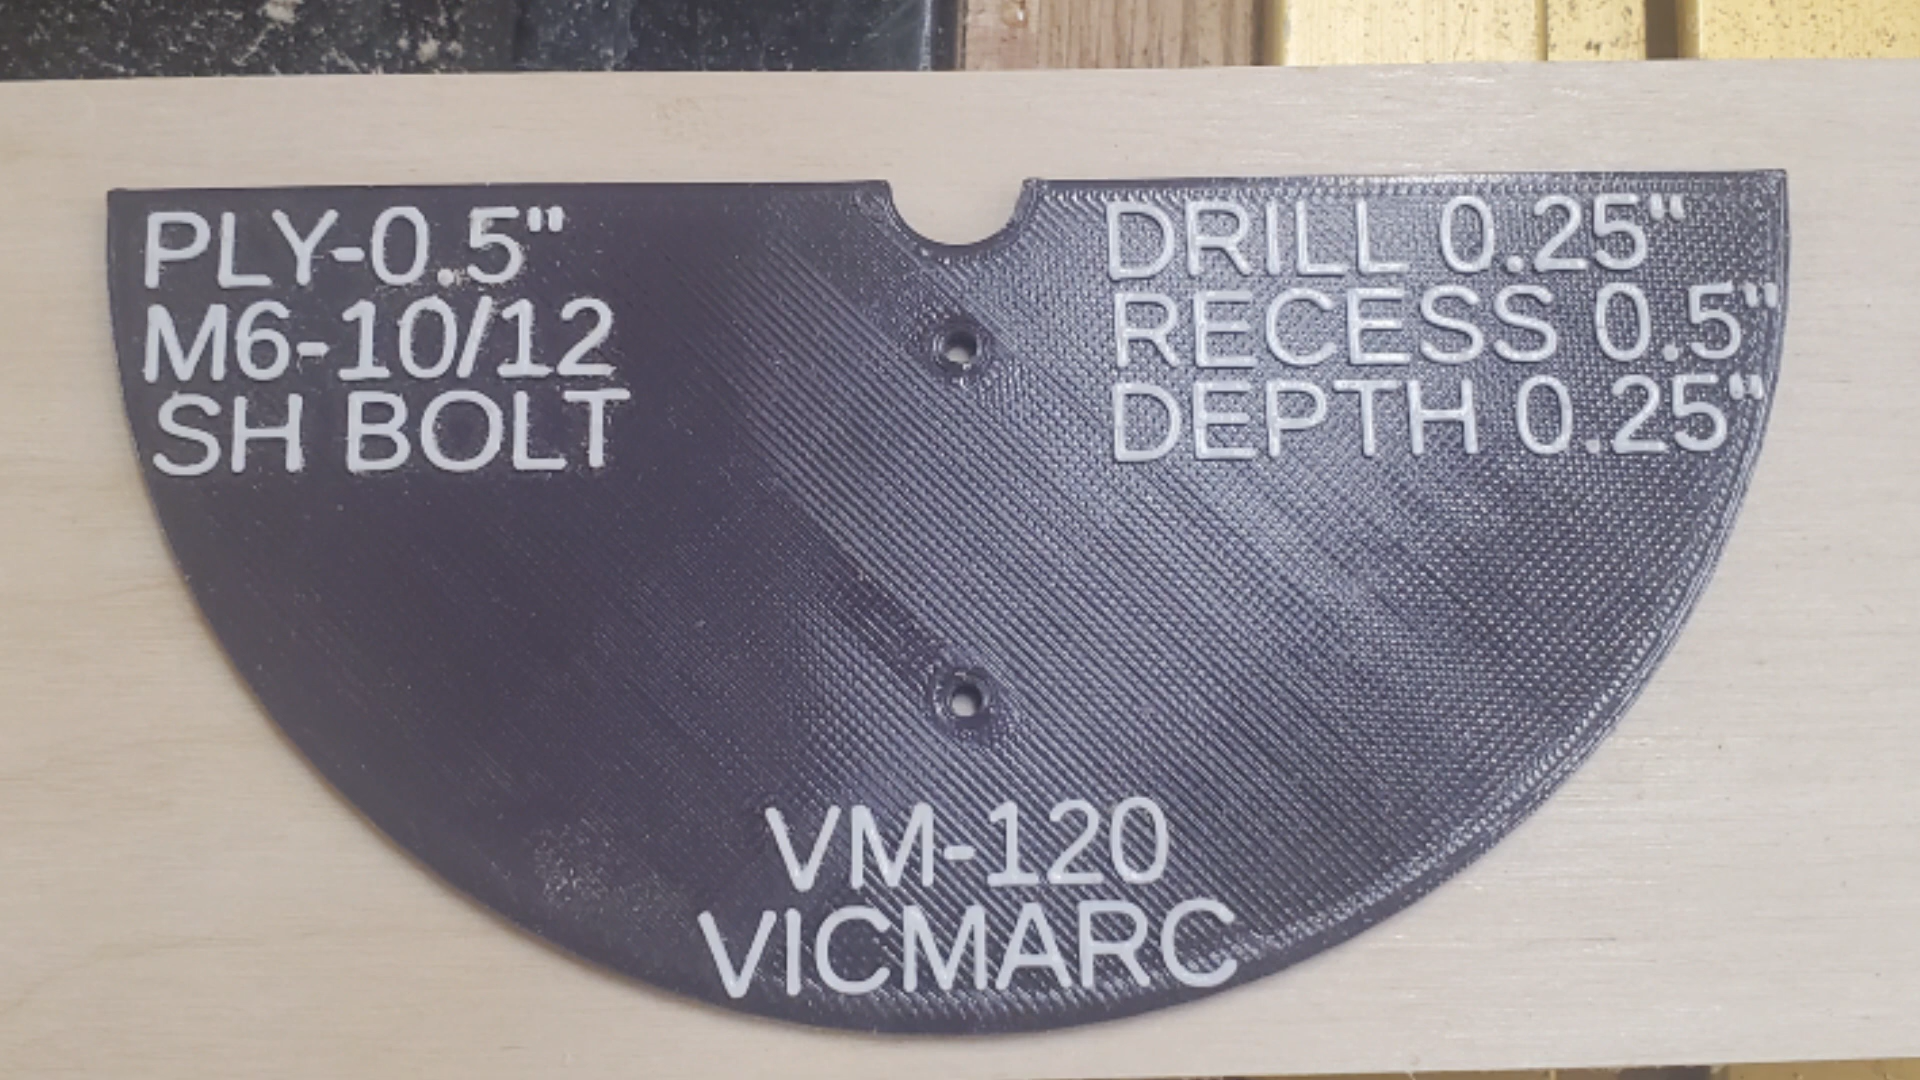 PLY-0.5"
M6-10/12
SH BOLT
DRILL 0.25"
RECESS 0.5"
DEPTH 0.25"
VM-120
VICMARC